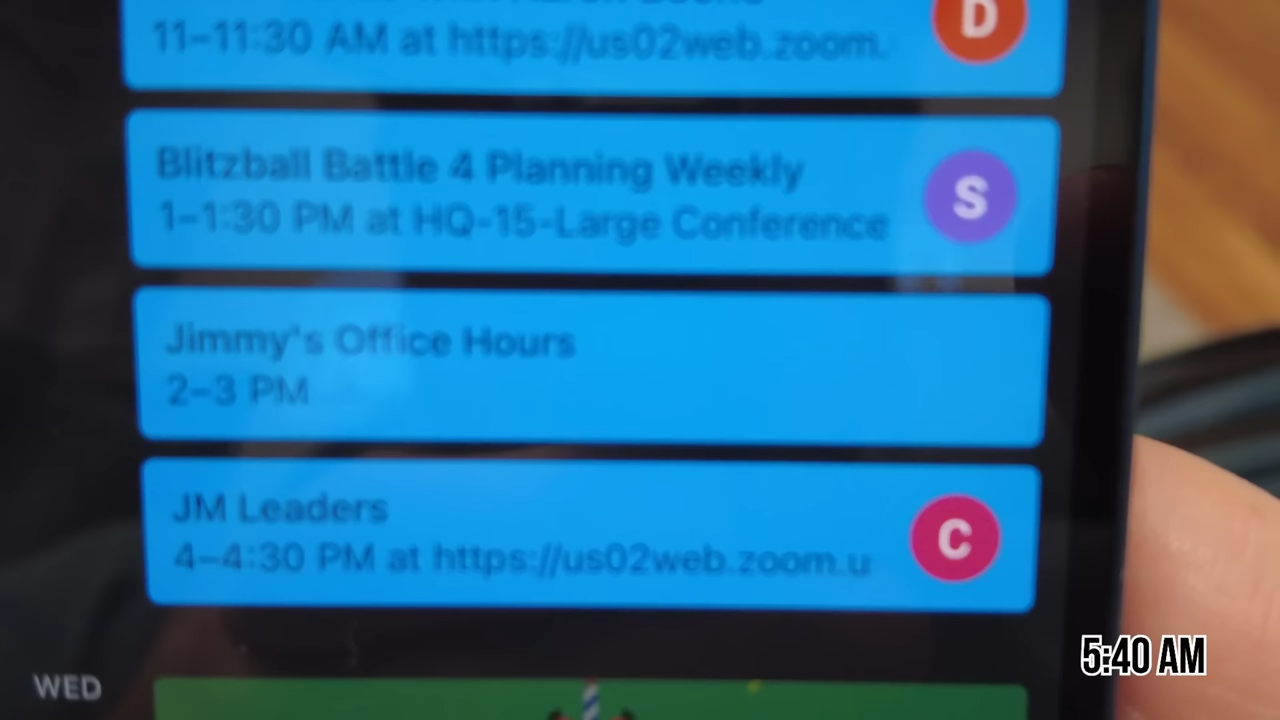 11–11:30 AM at https://us02web.zoom.
D
Blitzball Battle 4 Planning Weekly
1–1:30 PM at HQ-15-Large Conference
S
Jimmy's Office Hours
2–3 PM
JM Leaders
4–4:30 PM at https://us02web.zoom.u
C
5:40 AM
WED